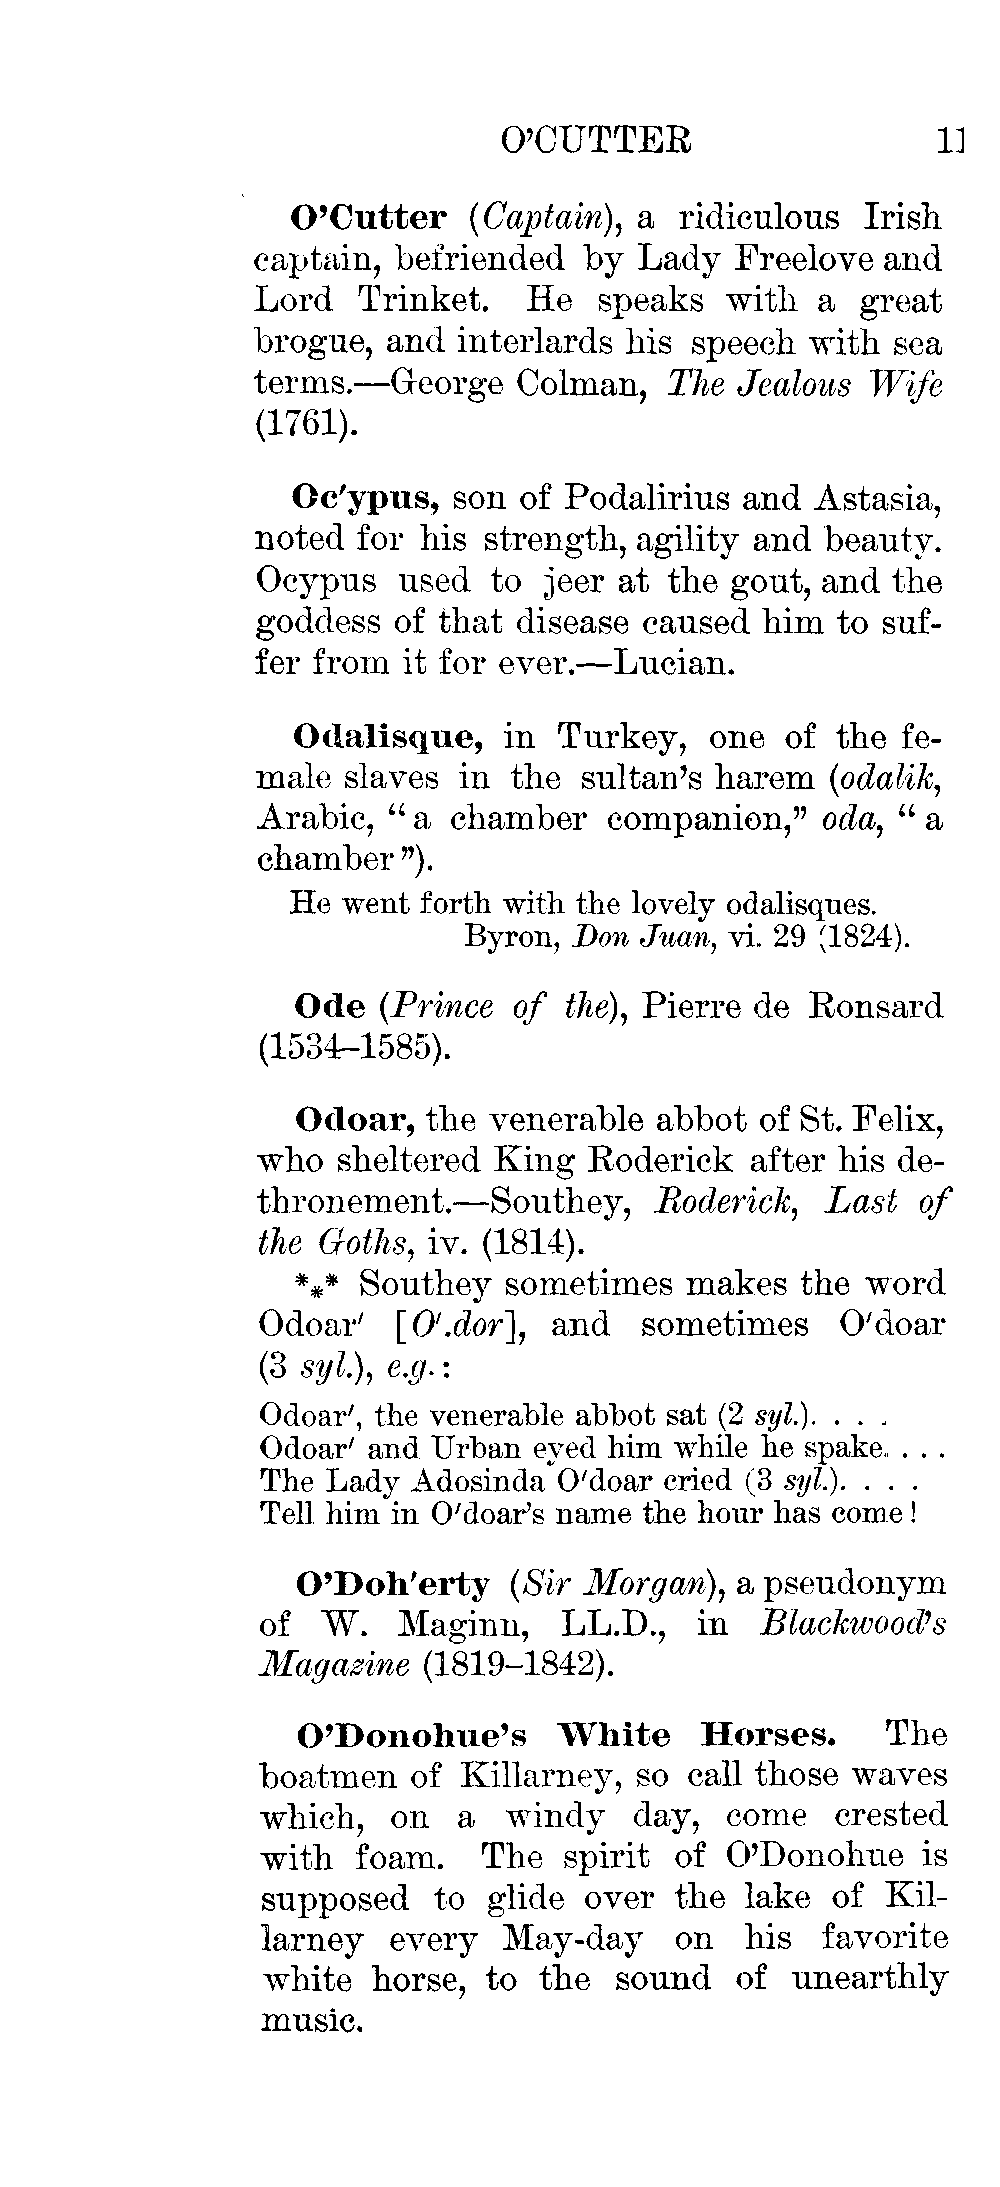 O'CUTTER 11
O'Cutter (Captain), a ridiculous Irish
captain, befriended by Lady Freelove and
Lord Trinket. He speaks with a great
brogue, and interlards his speech with sea
terms.—George Colman, The Jealous Wife
(1761).
Oc'ypus, son of Podalirius and Astasia,
noted for his strength, agility and beauty.
Ocypus used to jeer at the gout, and the
goddess of that disease caused him to suf-
fer from it for ever.—Lucian.
Odalisque, in Turkey, one of the fe-
male slaves in the sultan's harem (odalik,
Arabic, "a chamber companion," oda, "a
chamber").
He went forth with the lovely odalisques.
Byron, Don Juan, vi. 29 (1824).
Ode (Prince of the), Pierre de Ronsard
(1534–1585).
Odoar, the venerable abbot of St. Felix,
who sheltered King Roderick after his de-
thronement.—Southey, Roderick, Last of
the Goths, iv. (1814).
*⁎* Southey sometimes makes the word
Odoar' [O'.dor], and sometimes O'doar
(3 syl.), e.g.:
Odoar', the venerable abbot sat (2 syl.). . . .
Odoar' and Urban eyed him while he spake. . . .
The Lady Adosinda O'doar cried (3 syl.). . . .
Tell him in O'doar's name the hour has come!
O'Doh'erty (Sir Morgan), a pseudonym
of W. Maginn, LL.D., in Blackwood's
Magazine (1819–1842).
O'Donohue's White Horses. The
boatmen of Killarney, so call those waves
which, on a windy day, come crested
with foam. The spirit of O'Donohue is
supposed to glide over the lake of Kil-
larney every May-day on his favorite
white horse, to the sound of unearthly
music.